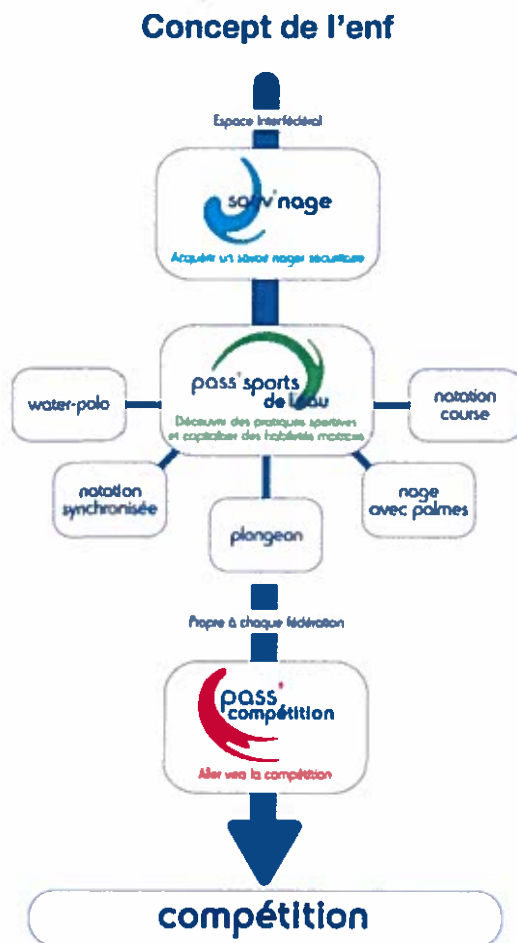 Concept de l'enf
Espace Interfédéral
sauv'nage
Acquérir un savoir nager sécuritaire
pass'sports
de l'eau
Découvrir des pratiques sportives
et capitaliser des habiletés motrices
water-polo
natation
course
natation
synchronisée
nage
avec palmes
plongeon
Propre à chaque fédération
pass'
compétition
Aller vers la compétition
compétition